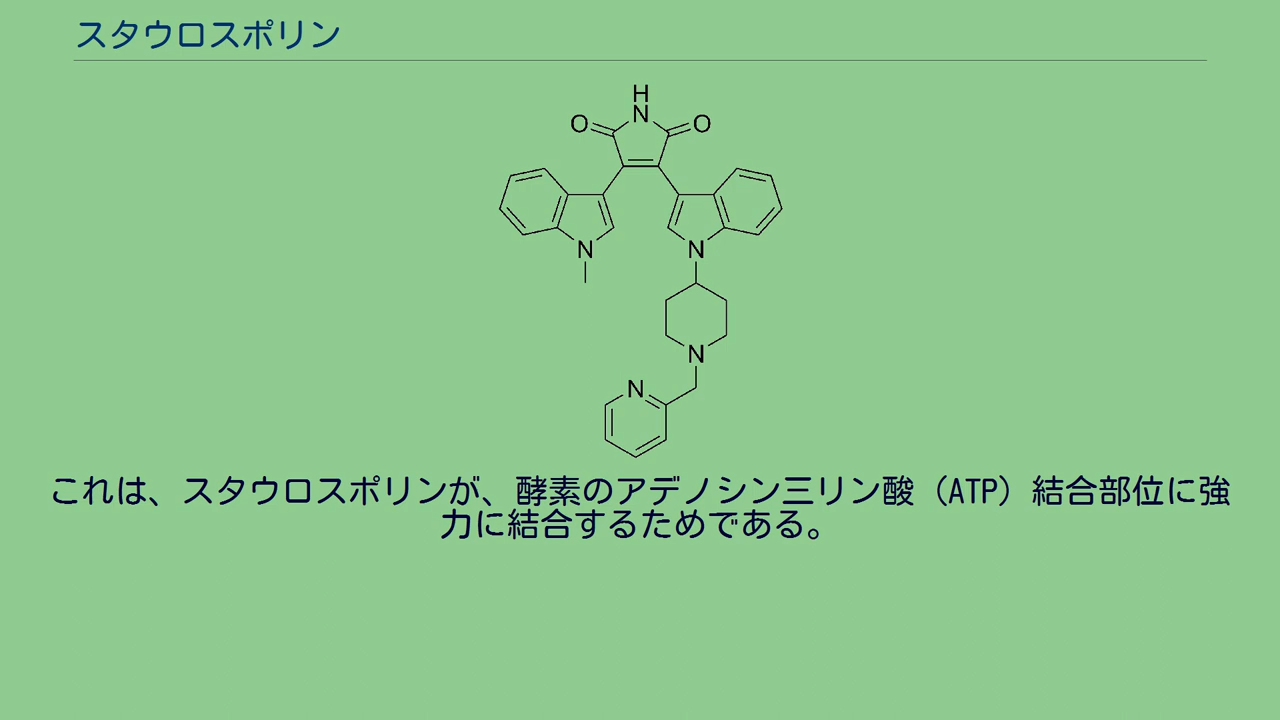 スタウロスポリン
H
O N O
N N
N
N
これは、スタウロスポリンが、酵素のアデノシン三リン酸（ATP）結合部位に強
力に結合するためである。